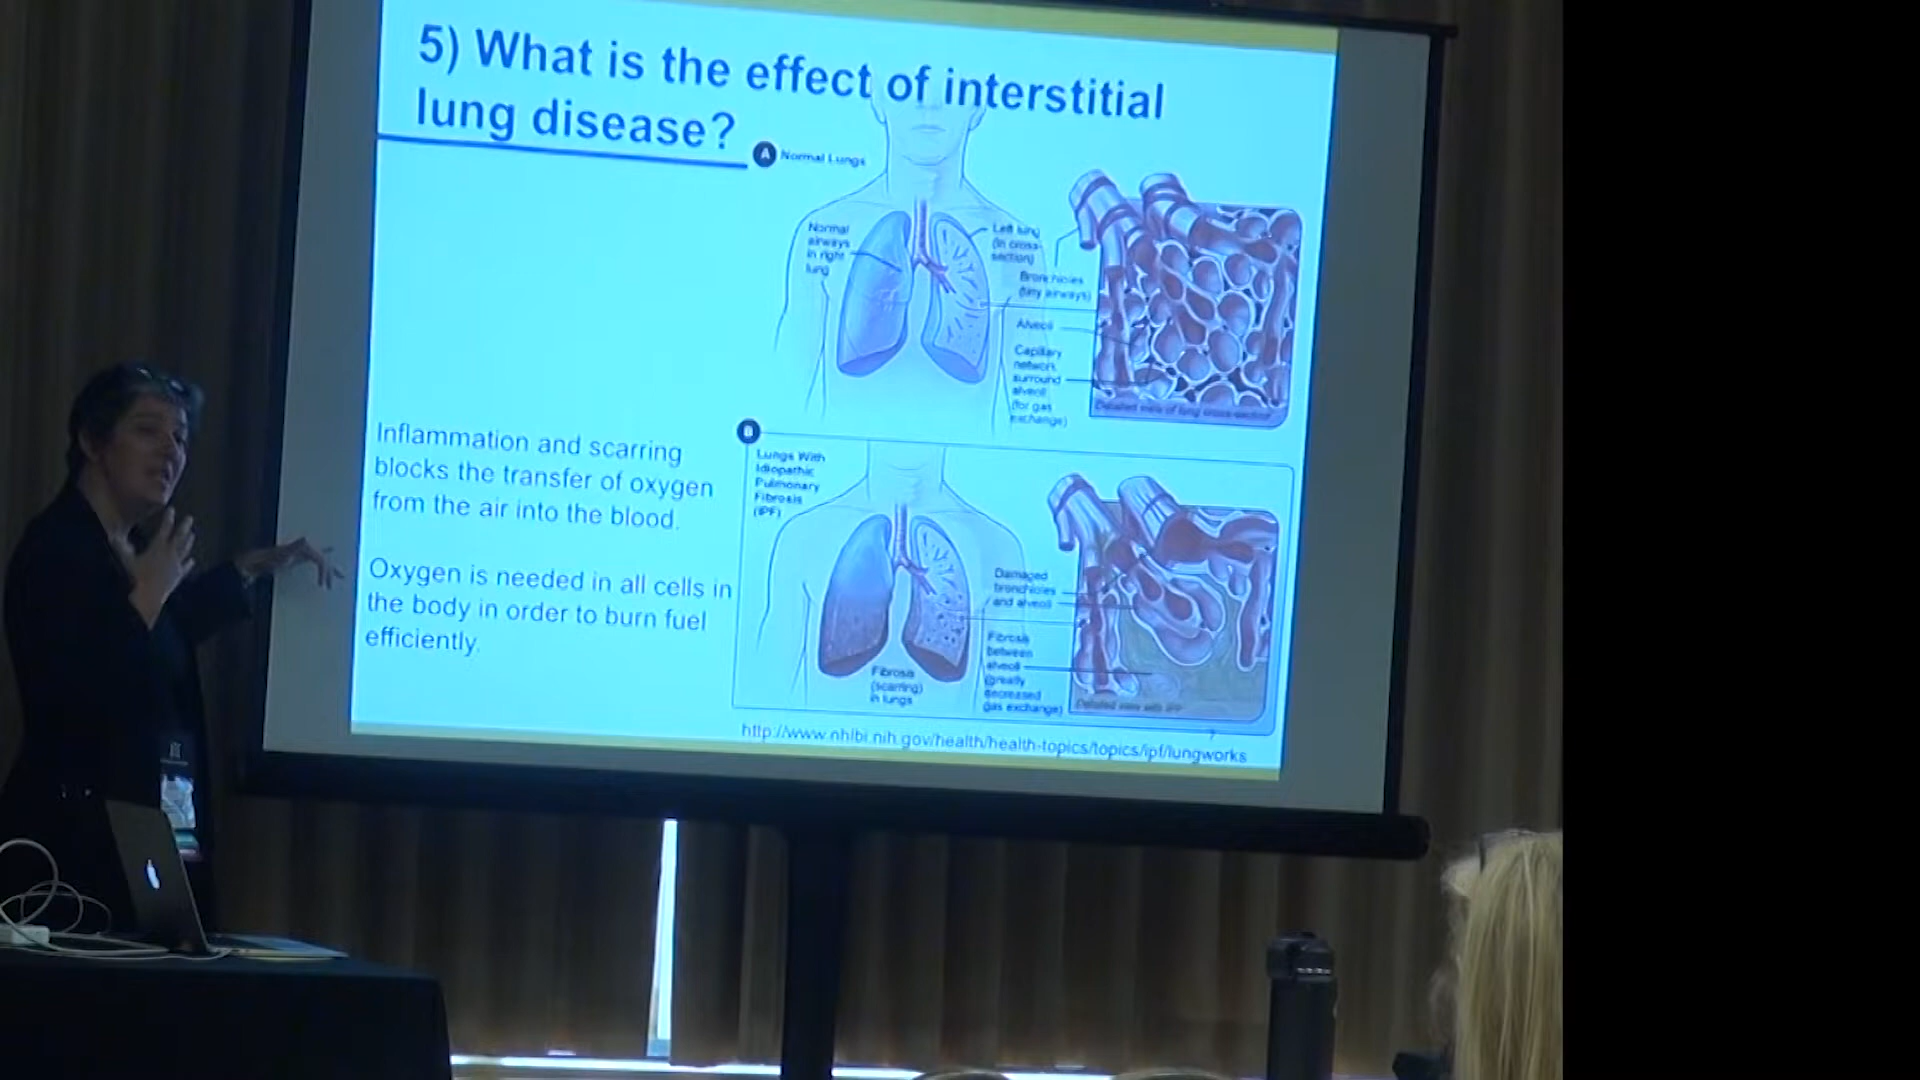 5) What is the effect of interstitial
lung disease?
A Normal Lungs
Normal
airways
in right
lung
Left lung
(in cross-
section)
Bronchioles
(tiny airways)
Alveoli
Capillary
network
surround
alveoli
(for gas
exchange)
Detailed view of lung cross-section
Inflammation and scarring
blocks the transfer of oxygen
from the air into the blood.
Oxygen is needed in all cells in
the body in order to burn fuel
efficiently.
B
Lungs With
Idiopathic
Pulmonary
Fibrosis
(IPF)
Damaged
bronchioles
and alveoli
Fibrosis
between
alveoli
(greatly
decreased
gas exchange)
Fibrosis
(scarring)
in lungs
Detailed view with IPF
http://www.nhlbi.nih.gov/health/health-topics/topics/ipf/lungworks